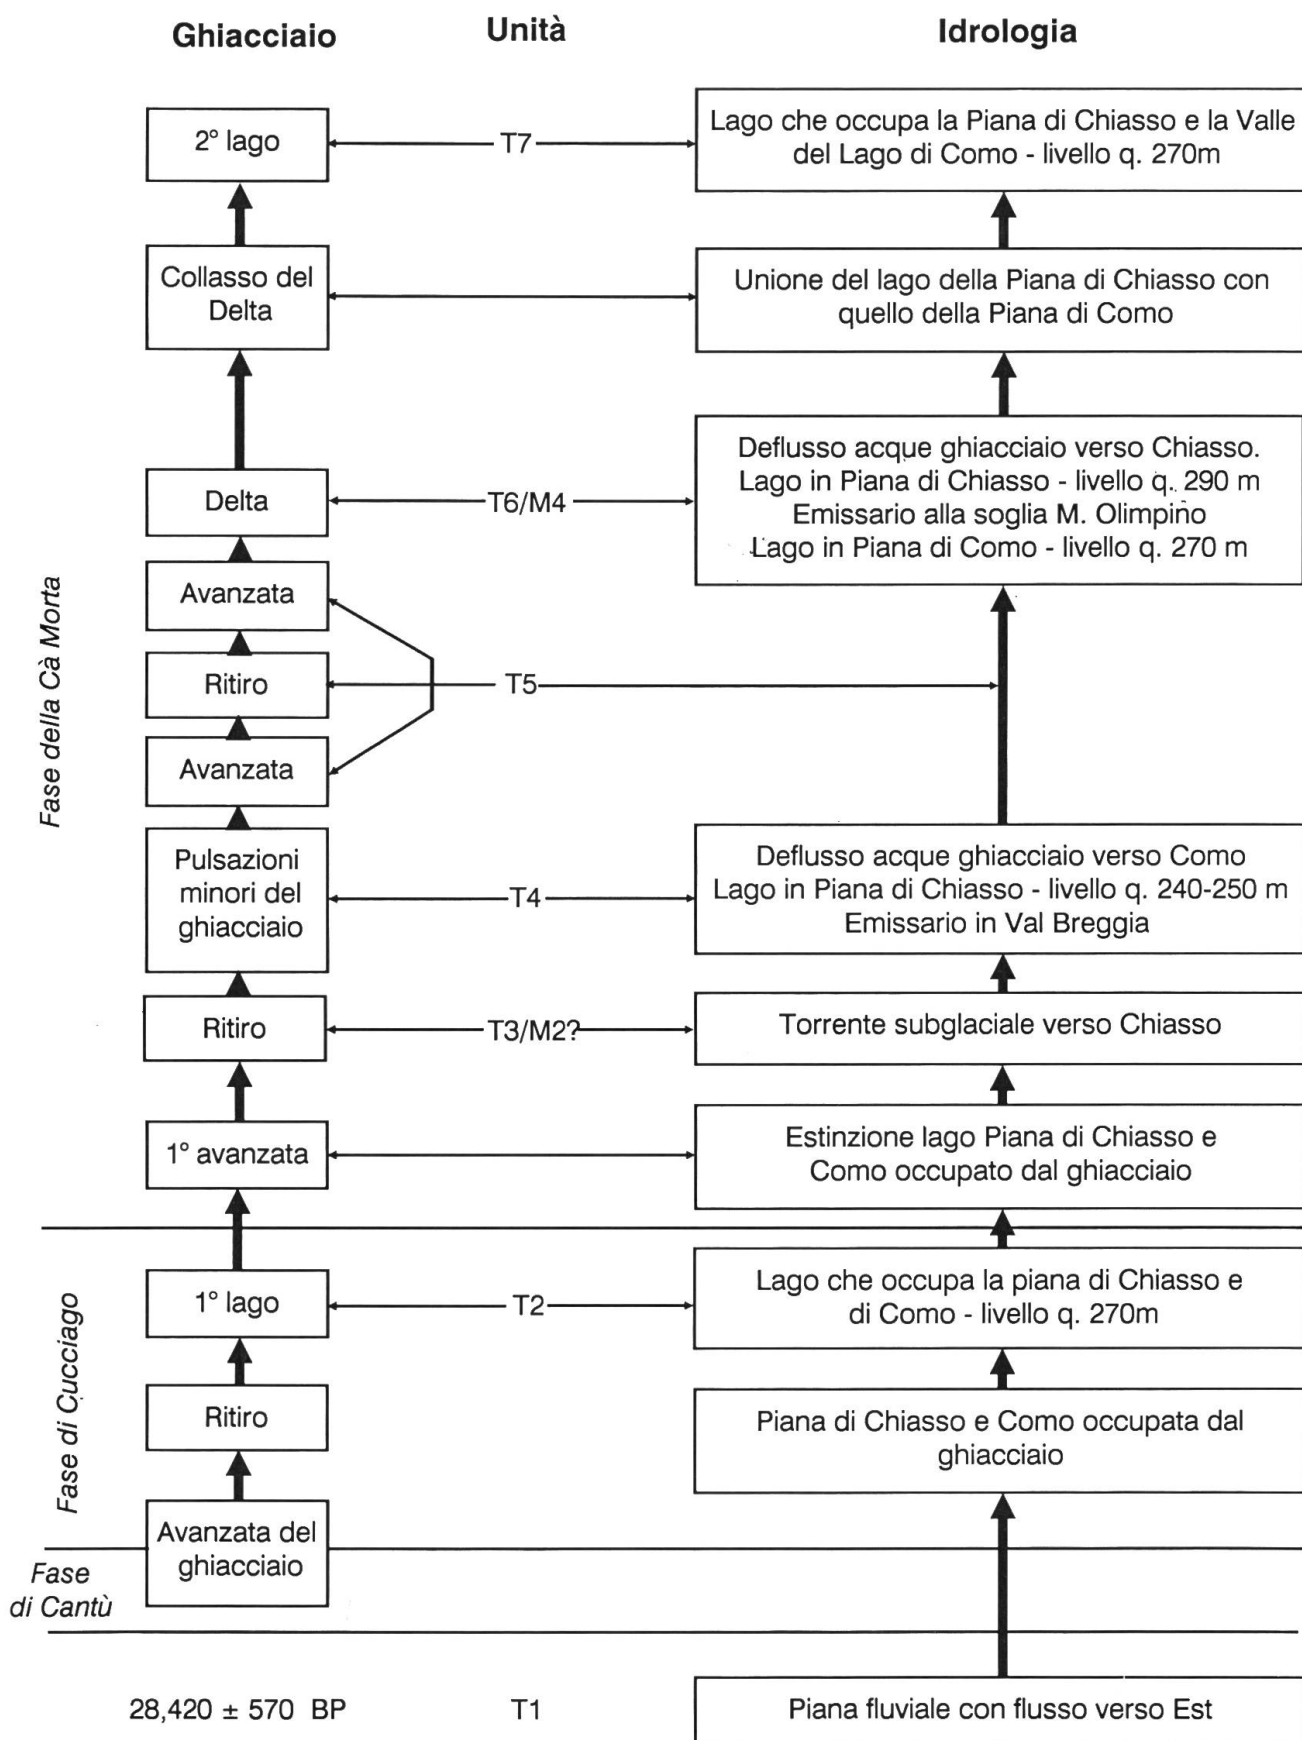 Ghiacciaio
Unità
Idrologia
2° lago
T7
Lago che occupa la Piana di Chiasso e la Valle
del Lago di Como - livello q. 270m
Collasso del
Delta
Unione del lago della Piana di Chiasso con
quello della Piana di Como
Delta
T6/M4
Deflusso acque ghiacciaio verso Chiasso.
Lago in Piana di Chiasso - livello q. 290 m
Emissario alla soglia M. Olimpino
Lago in Piana di Como - livello q. 270 m
Fase della Cà Morta
Avanzata
Ritiro
T5
Avanzata
Pulsazioni
minori del
ghiacciaio
T4
Deflusso acque ghiacciaio verso Como
Lago in Piana di Chiasso - livello q. 240-250 m
Emissario in Val Breggia
Ritiro
T3/M2?
Torrente subglaciale verso Chiasso
1° avanzata
Estinzione lago Piana di Chiasso e
Como occupato dal ghiacciaio
Fase di Cucciago
1° lago
T2
Lago che occupa la piana di Chiasso e
di Como - livello q. 270m
Ritiro
Piana di Chiasso e Como occupata dal
ghiacciaio
Avanzata del
ghiacciaio
Fase
di Cantù
28,420 ± 570 BP
T1
Piana fluviale con flusso verso Est